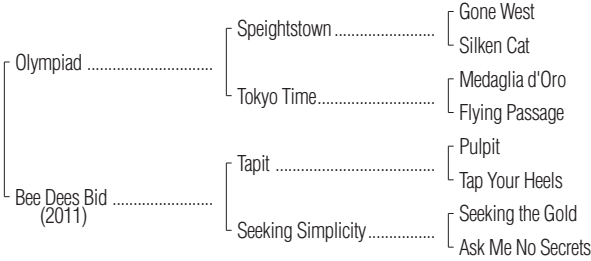 Gone West
Speightstown
Silken Cat
Olympiad
Medaglia d'Oro
Tokyo Time
Flying Passage
Pulpit
Tapit
Tap Your Heels
Bee Dees Bid
(2011)
Seeking the Gold
Seeking Simplicity
Ask Me No Secrets